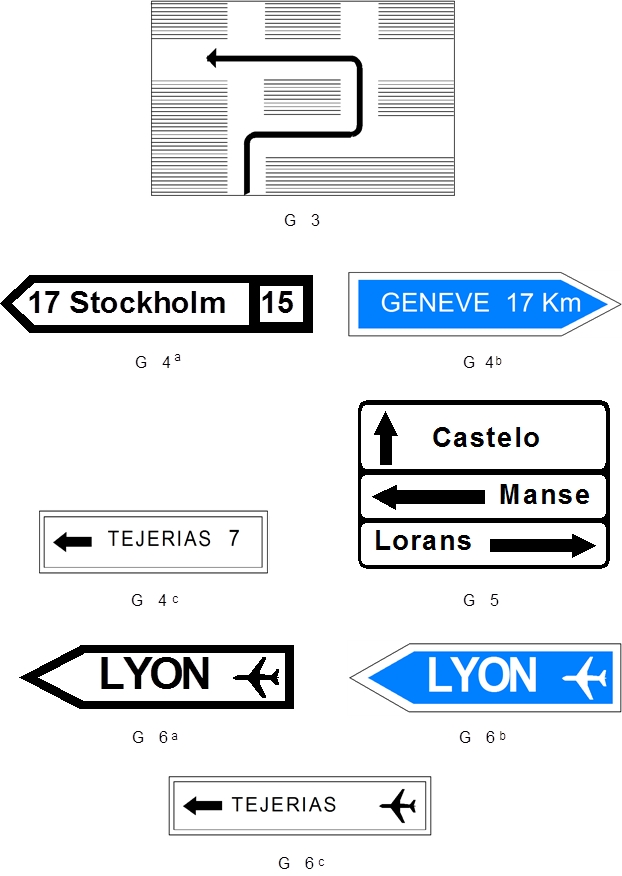 G 3
17 Stockholm 15
GENEVE 17 Km
G 4a
G 4b
Castelo
Manse
Lorans
TEJERIAS 7
G 4c
G 5
LYON
LYON
G 6a
G 6b
TEJERIAS
G 6c